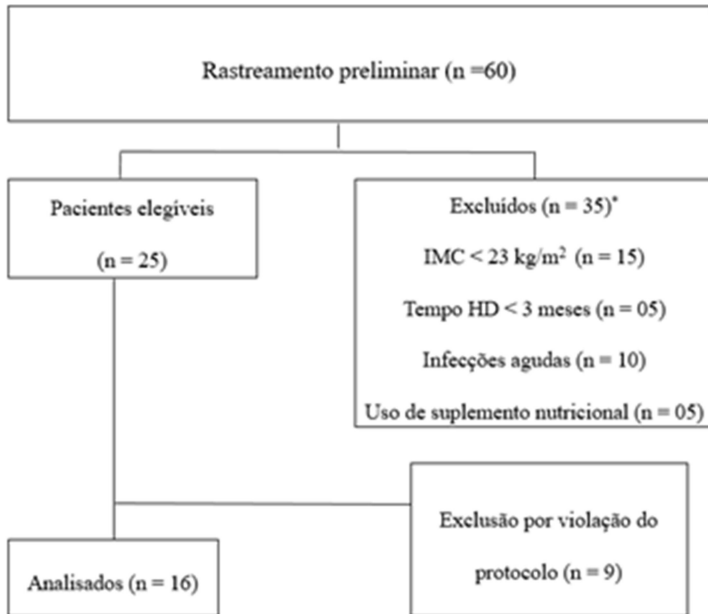 Rastreamento preliminar (n =60)
Pacientes elegíveis
(n = 25)
Excluídos (n = 35)*
IMC < 23 kg/m² (n = 15)
Tempo HD < 3 meses (n = 05)
Infecções agudas (n = 10)
Uso de suplemento nutricional (n = 05)
Exclusão por violação do
protocolo (n = 9)
Analisados (n = 16)